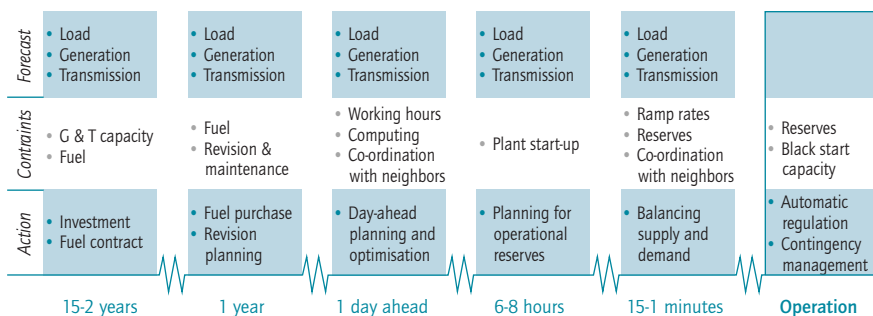 Forecast
• Load
• Generation
• Transmission
• Load
• Generation
• Transmission
• Load
• Generation
• Transmission
• Load
• Generation
• Transmission
• Load
• Generation
• Transmission
Contraints
• G & T capacity
• Fuel
• Fuel
• Revision &
maintenance
• Working hours
• Computing
• Co-ordination
with neighbors
• Plant start-up
• Ramp rates
• Reserves
• Co-ordination
with neighbors
• Reserves
• Black start
capacity
Action
• Investment
• Fuel contract
• Fuel purchase
• Revision
planning
• Day-ahead
planning and
optimisation
• Planning for
operational
reserves
• Balancing
supply and
demand
• Automatic
regulation
• Contingency
management
15-2 years
1 year
1 day ahead
6-8 hours
15-1 minutes
Operation